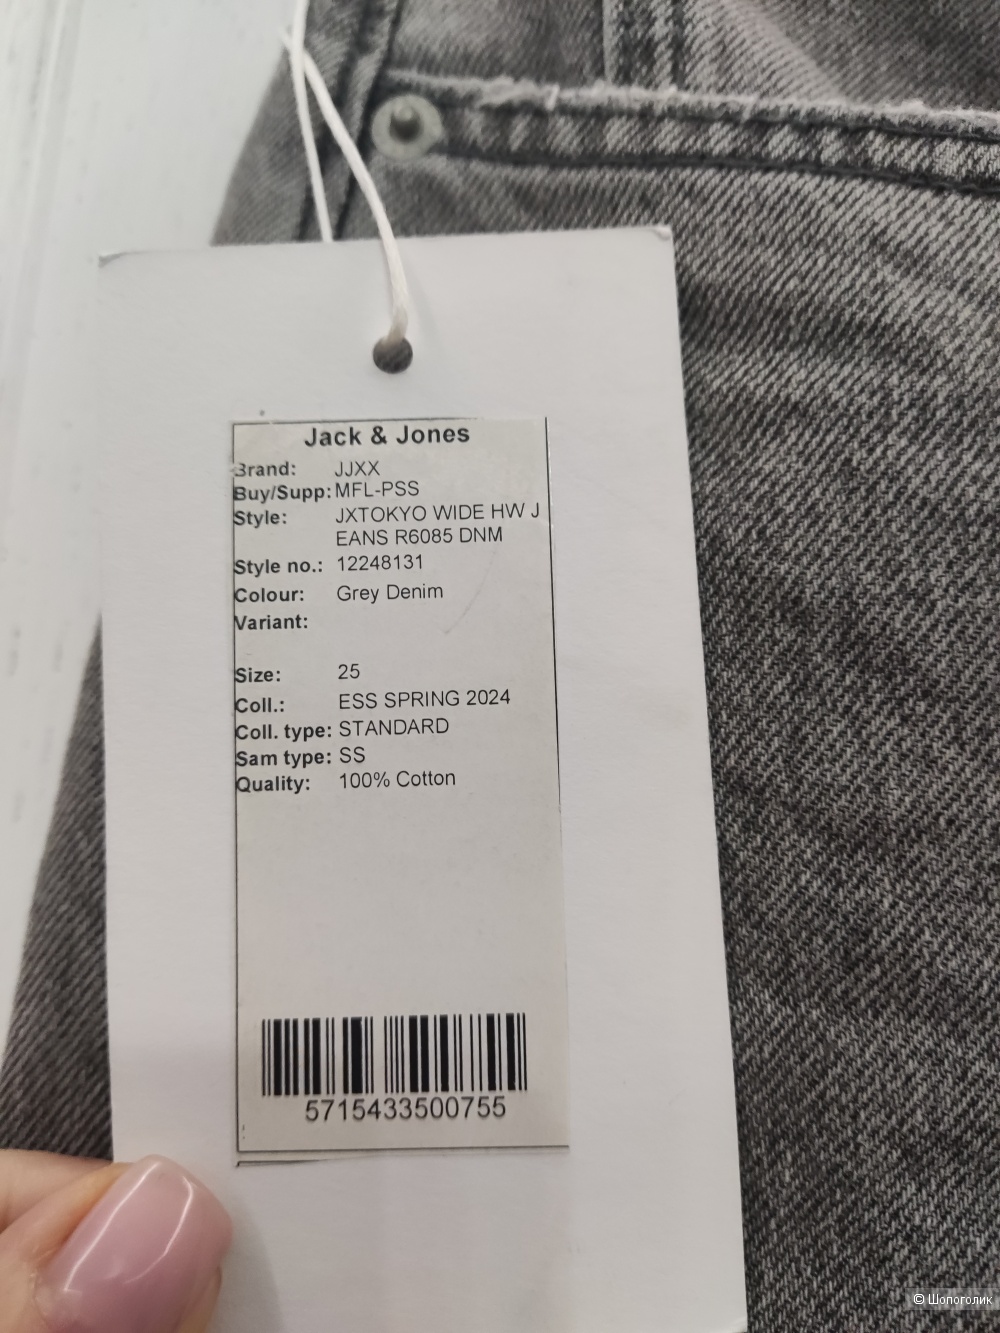 Jack & Jones
Brand: JJXX
Buy/Supp: MFL-PSS
Style: JXTOKYO WIDE HW J
EANS R6085 DNM
Style no.: 12248131
Colour: Grey Denim
Variant:
Size: 25
Coll.: ESS SPRING 2024
Coll. type: STANDARD
Sam type: SS
Quality: 100% Cotton
5715433500755
© Шопоголик